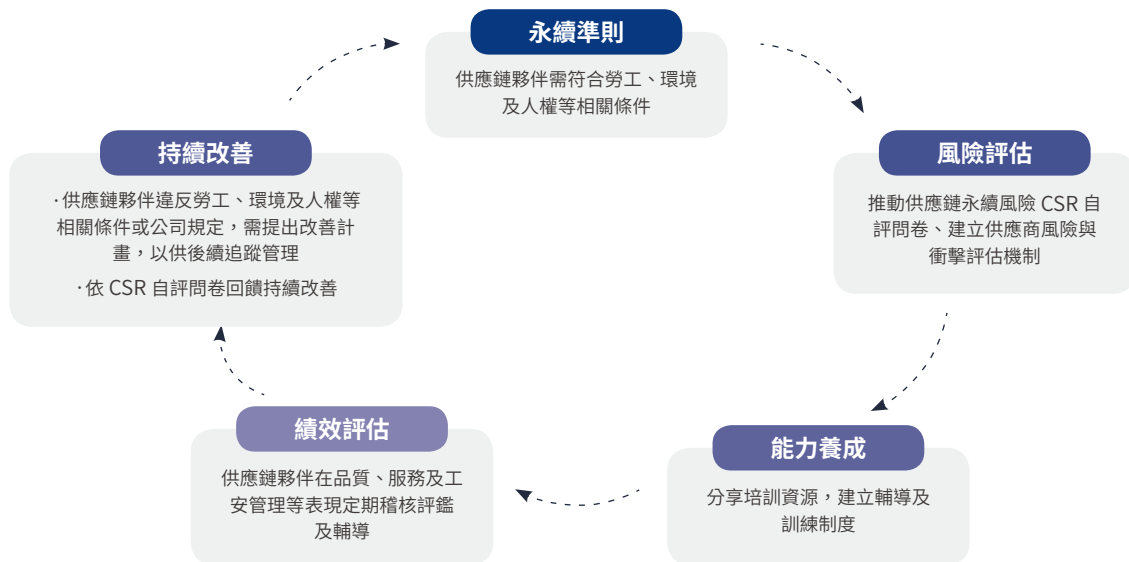 永續準則
供應鏈夥伴需符合勞工、環境
及人權等相關條件
風險評估
推動供應鏈永續風險 CSR 自
評問卷、建立供應商風險與
衝擊評估機制
能力養成
分享培訓資源，建立輔導及
訓練制度
績效評估
供應鏈夥伴在品質、服務及工
安管理等表現定期稽核評鑑
及輔導
持續改善
·供應鏈夥伴違反勞工、環境及人權等
相關條件或公司規定，需提出改善計
畫，以供後續追蹤管理
·依 CSR 自評問卷回饋持續改善